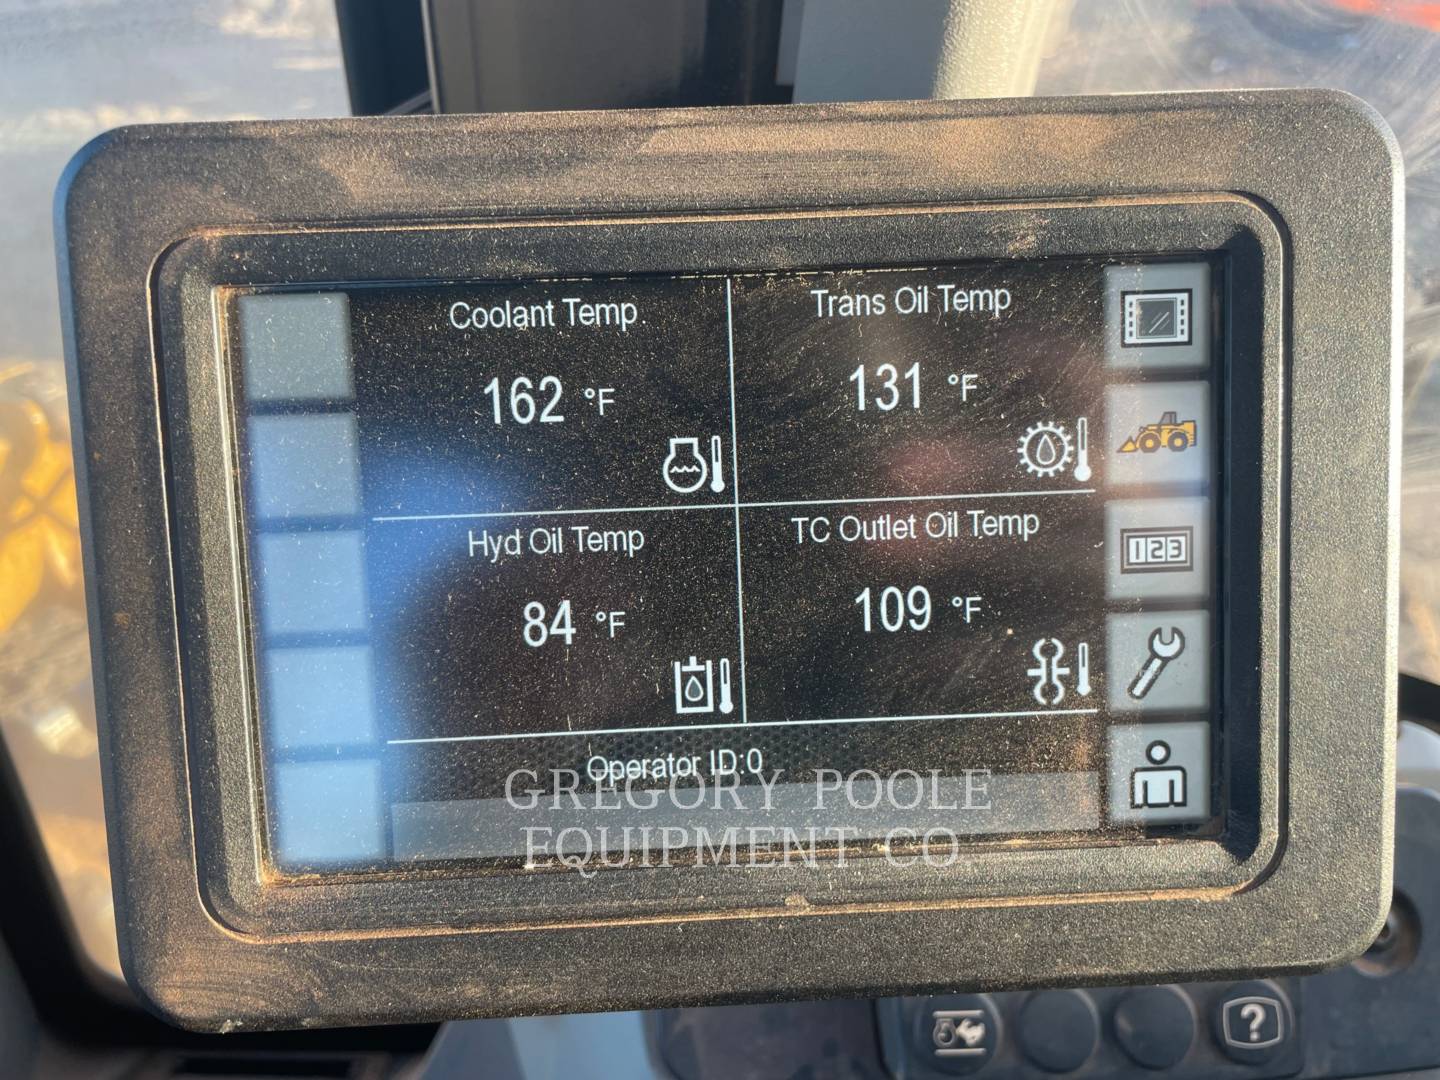 Coolant Temp
162 °F
Trans Oil Temp
131 °F
Hyd Oil Temp
84 °F
TC Outlet Oil Temp
109 °F
123
Operator ID:0
GREGORY POOLE
EQUIPMENT CO.
?